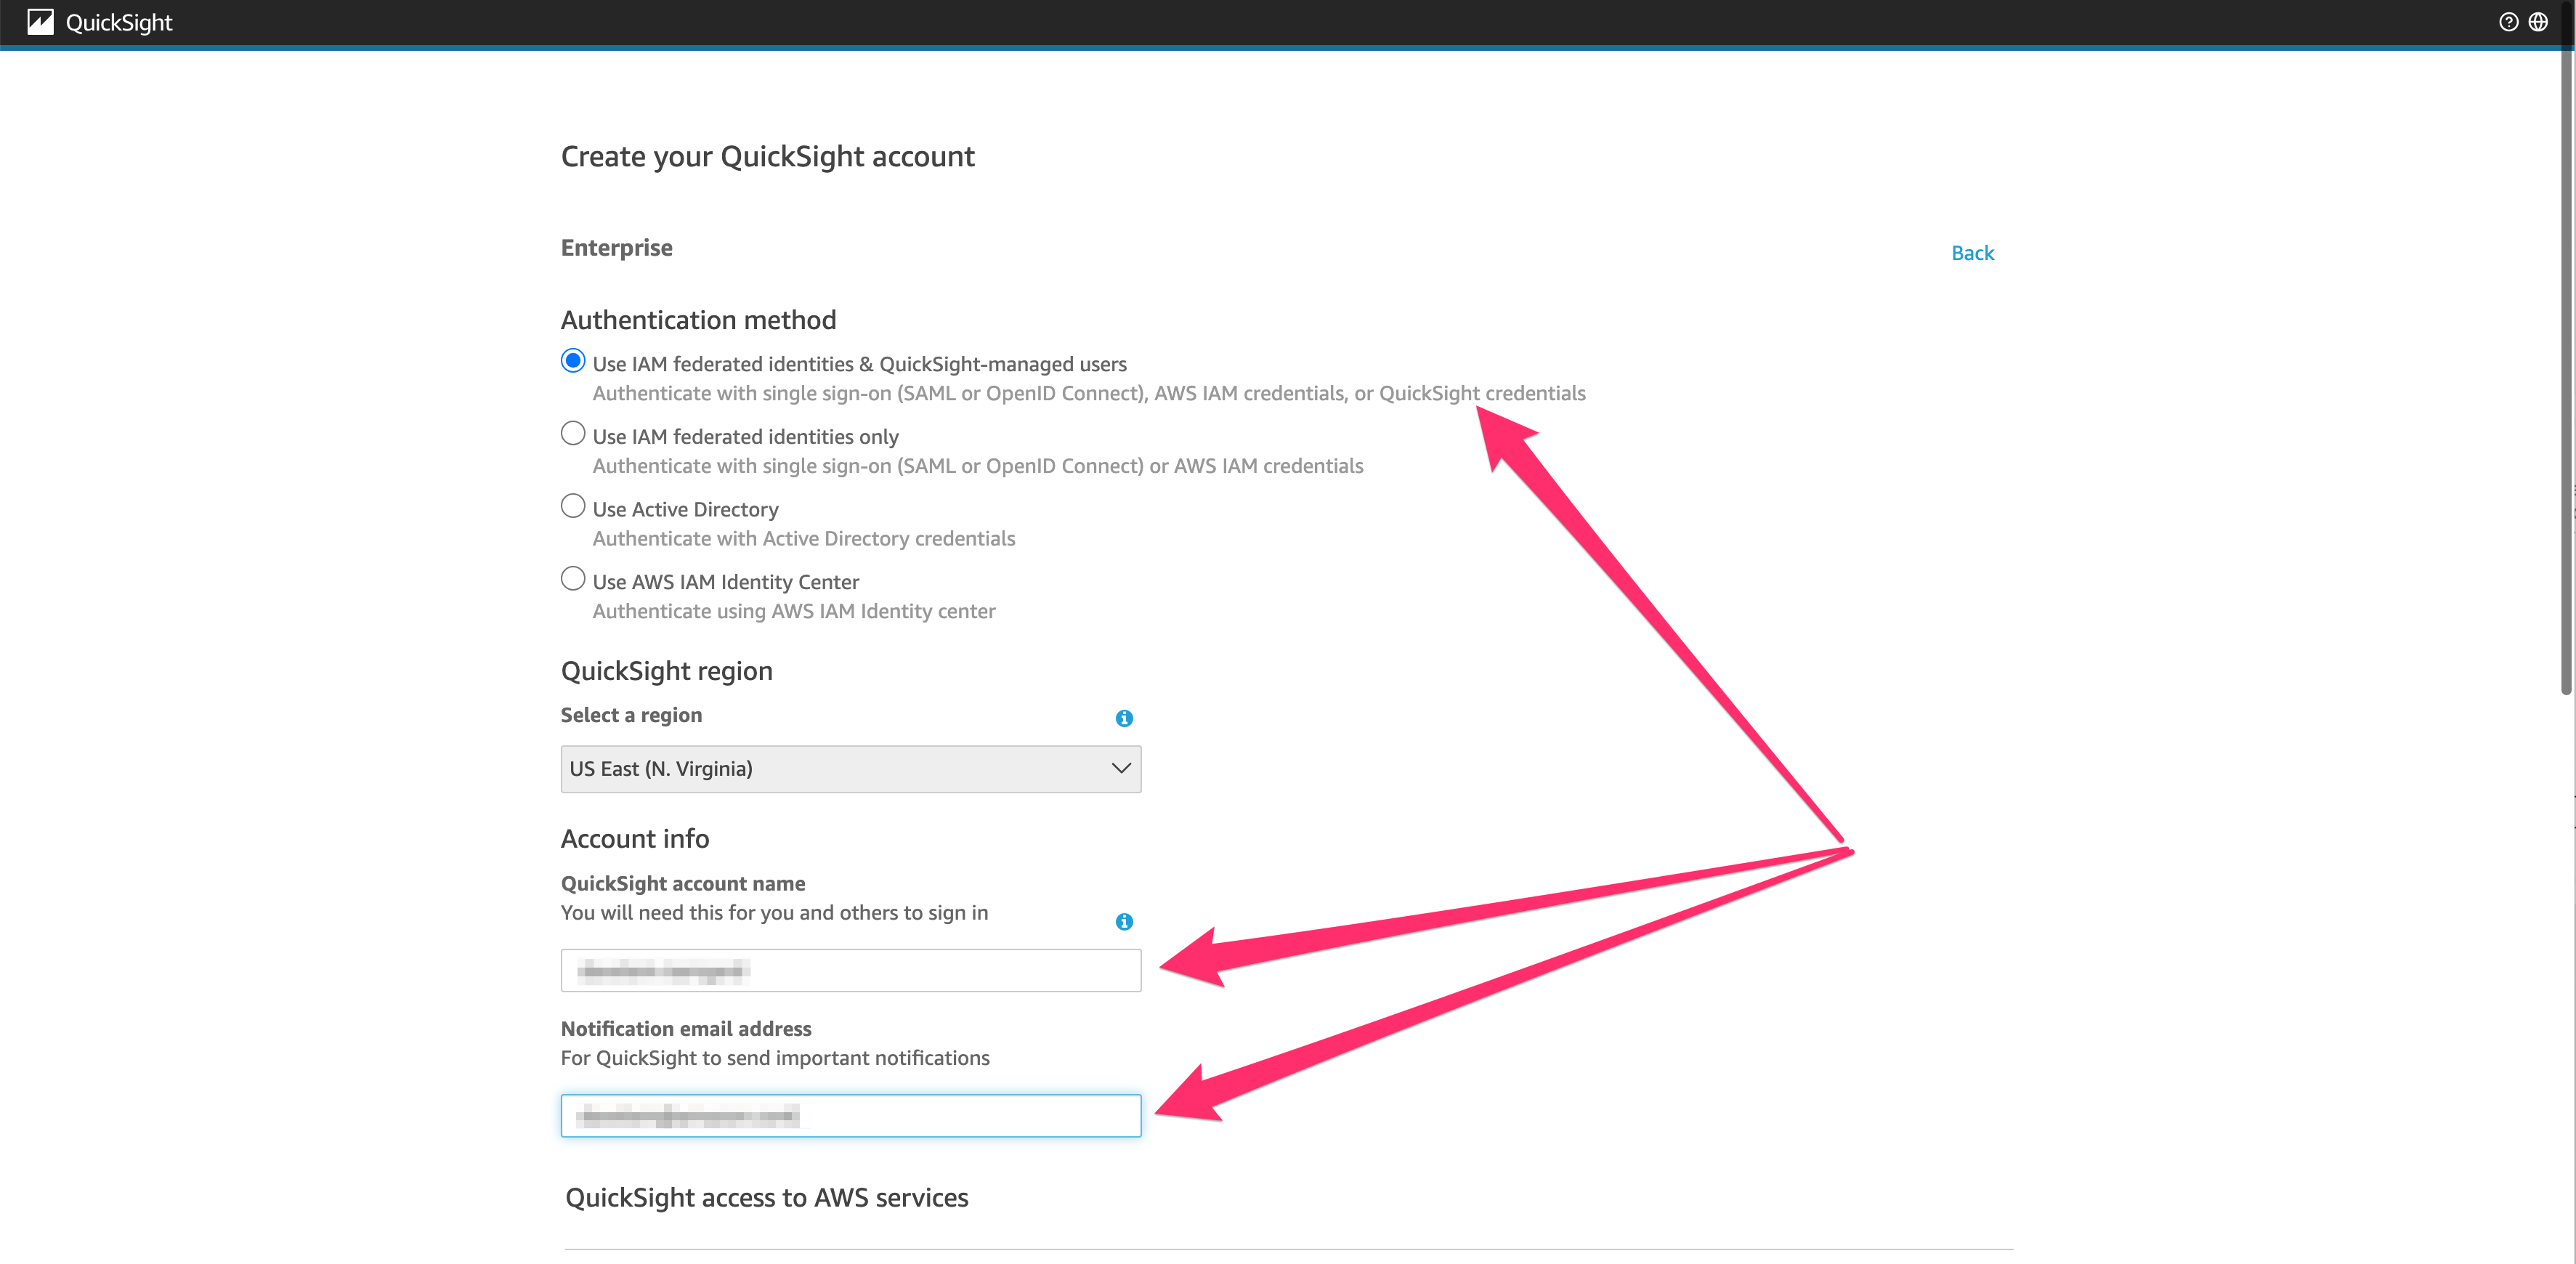 QuickSight
Create your QuickSight account
Enterprise
Back
Authentication method
Use IAM federated identities & QuickSight-managed users
Authenticate with single sign-on (SAML or OpenID Connect), AWS IAM credentials, or QuickSight credentials
Use IAM federated identities only
Authenticate with single sign-on (SAML or OpenID Connect) or AWS IAM credentials
Use Active Directory
Authenticate with Active Directory credentials
Use AWS IAM Identity Center
Authenticate using AWS IAM Identity center
QuickSight region
Select a region
US East (N. Virginia)
Account info
QuickSight account name
You will need this for you and others to sign in
Notification email address
For QuickSight to send important notifications
QuickSight access to AWS services